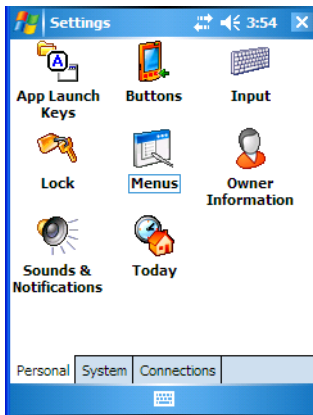 Settings 3:54
App Launch Buttons Input
Keys
Lock Menus Owner
Information
Sounds & Today
Notifications
Personal System Connections